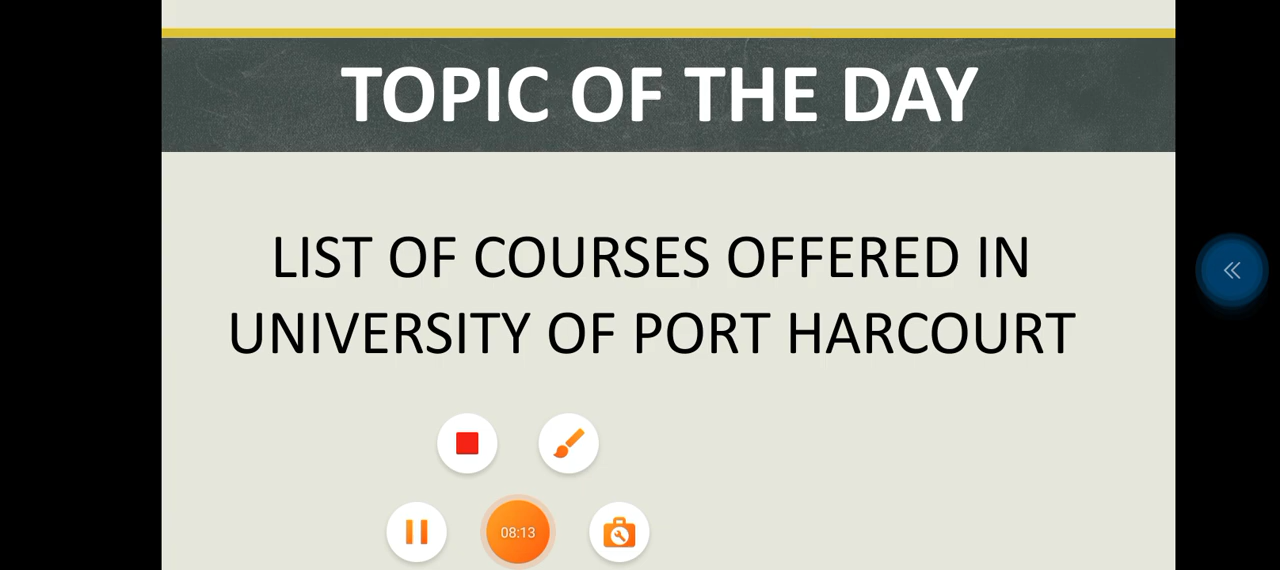 TOPIC OF THE DAY
LIST OF COURSES OFFERED IN
UNIVERSITY OF PORT HARCOURT
08:13